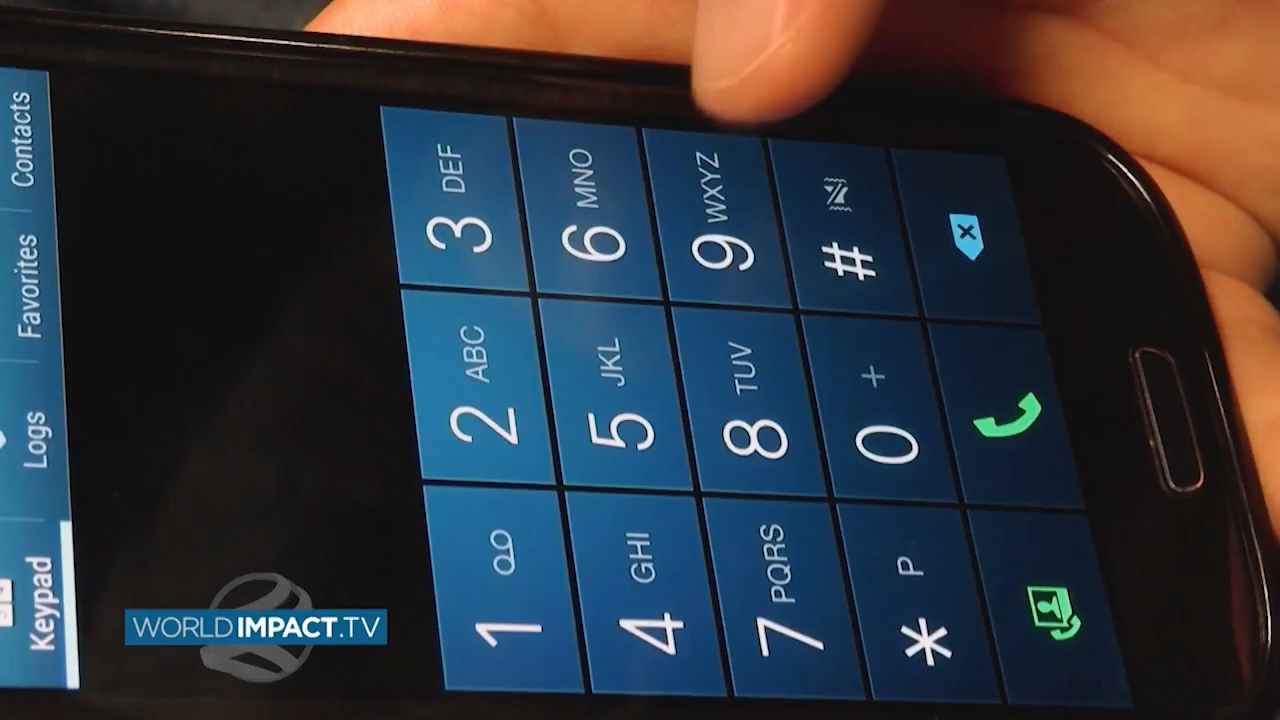 Keypad
Logs
Favorites
Contacts
1
2 ABC
3 DEF
4 GHI
5 JKL
6 MNO
7 PQRS
8 TUV
9 WXYZ
* P
0 +
#
WORLDIMPACT.TV